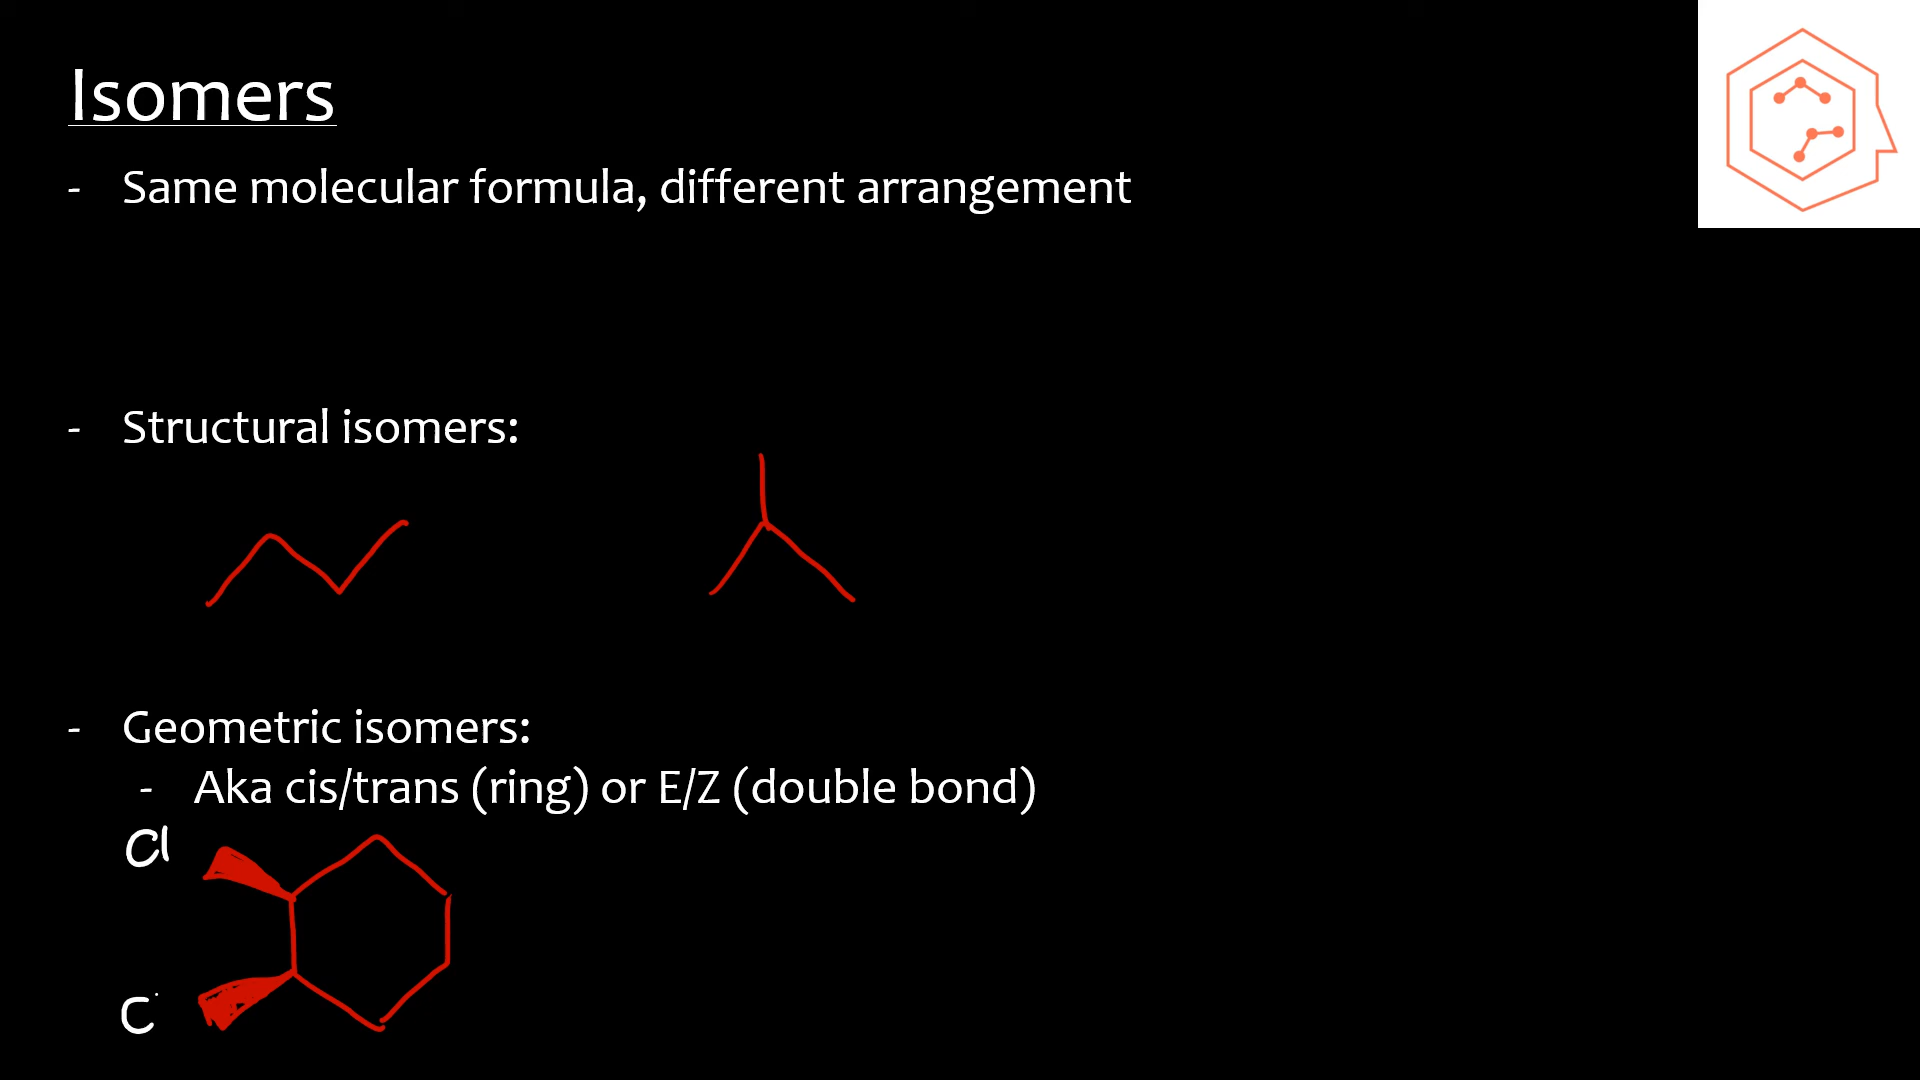 Isomers
- Same molecular formula, different arrangement
- Structural isomers:
- Geometric isomers:
- Aka cis/trans (ring) or E/Z (double bond)
Cl
C